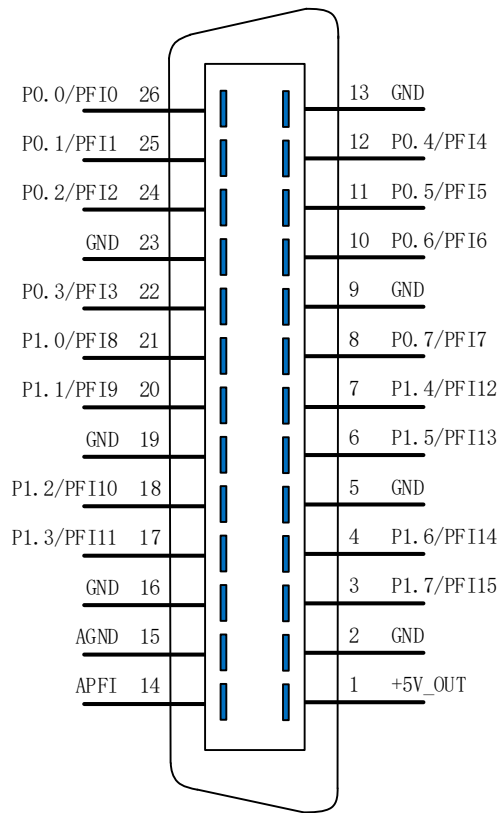 P0.0/PFI0 26 13 GND
P0.1/PFI1 25 12 P0.4/PFI4
P0.2/PFI2 24 11 P0.5/PFI5
GND 23 10 P0.6/PFI6
P0.3/PFI3 22 9 GND
P1.0/PFI8 21 8 P0.7/PFI7
P1.1/PFI9 20 7 P1.4/PFI12
GND 19 6 P1.5/PFI13
P1.2/PFI10 18 5 GND
P1.3/PFI11 17 4 P1.6/PFI14
GND 16 3 P1.7/PFI15
AGND 15 2 GND
APFI 14 1 +5V_OUT